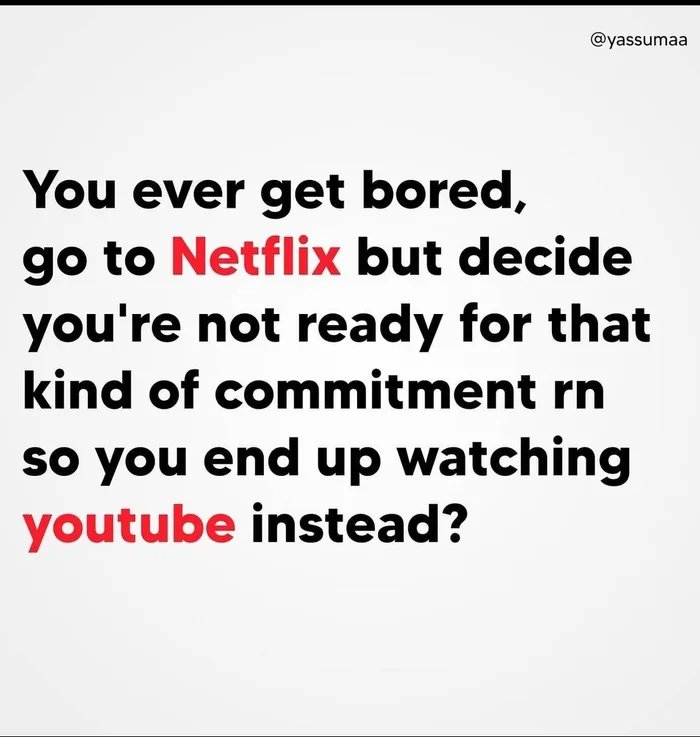 @yassumaa
You ever get bored,
go to Netflix but decide
you're not ready for that
kind of commitment rn
so you end up watching
youtube instead?